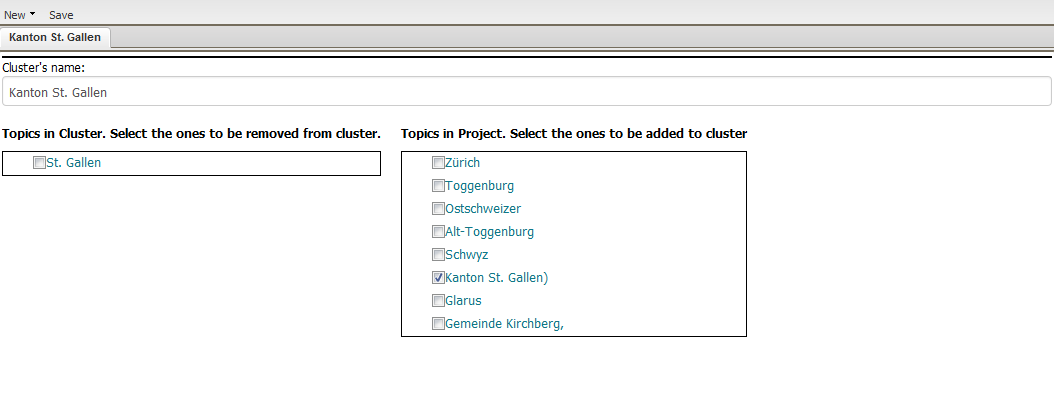 New Save
Kanton St. Gallen
Cluster's name:
Kanton St. Gallen
Topics in Cluster. Select the ones to be removed from cluster.
St. Gallen
Topics in Project. Select the ones to be added to cluster
Zürich
Toggenburg
Ostschweizer
Alt-Toggenburg
Schwyz
Kanton St. Gallen)
Glarus
Gemeinde Kirchberg,